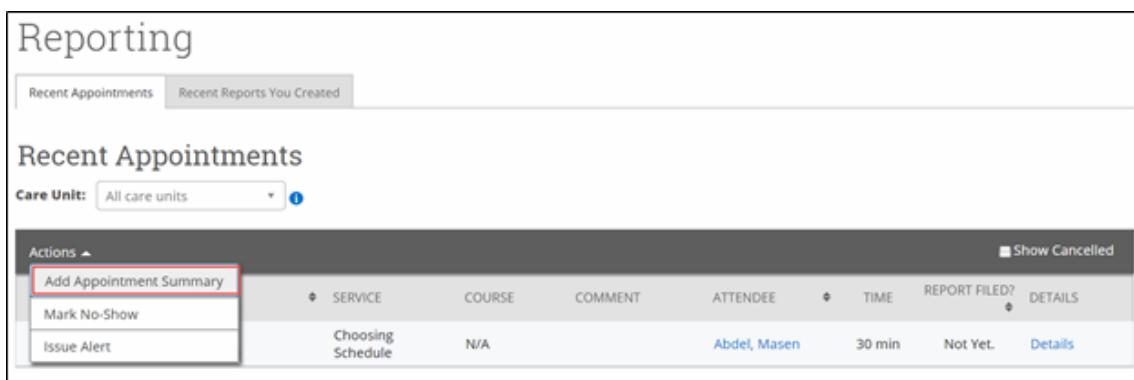 Reporting
Recent Appointments Recent Reports You Created
Recent Appointments
Care Unit: All care units
Actions Show Cancelled
Add Appointment Summary
SERVICE COURSE COMMENT ATTENDEE TIME REPORT FILED? DETAILS
Mark No-Show
Issue Alert
Choosing Schedule N/A Abdel, Masen 30 min Not Yet. Details